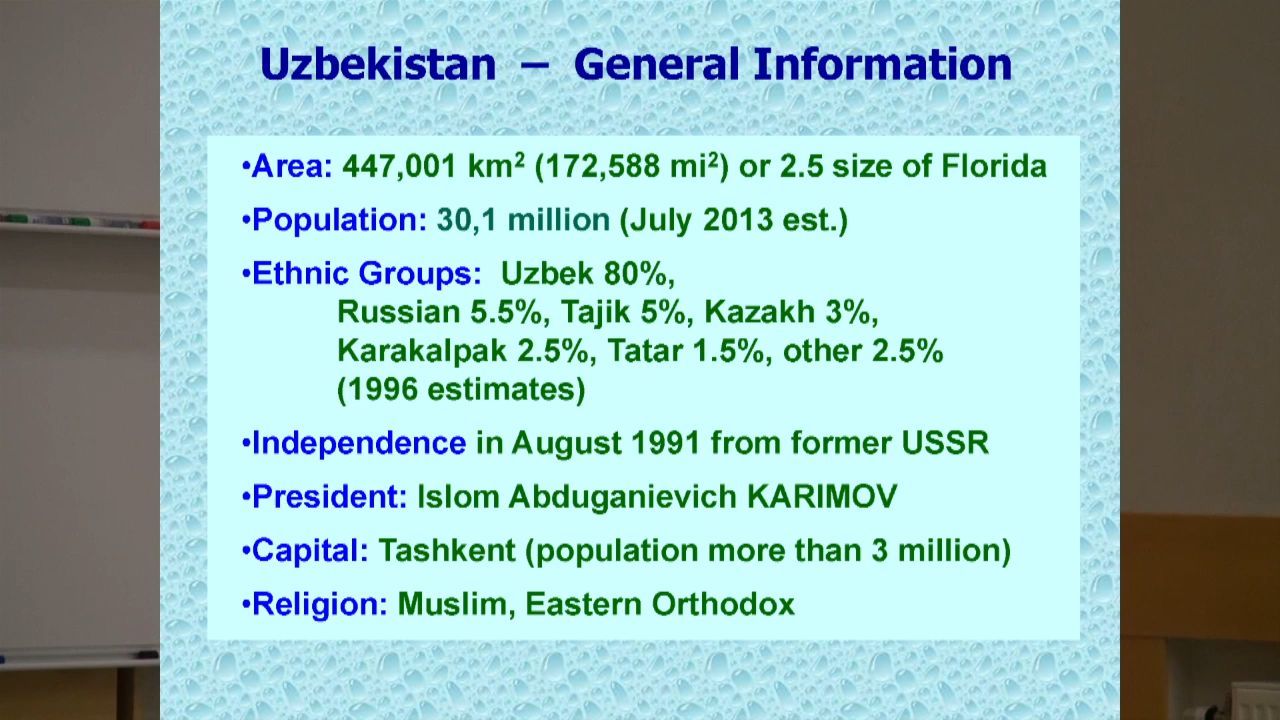 Uzbekistan – General Information
•Area: 447,001 km² (172,588 mi²) or 2.5 size of Florida
•Population: 30,1 million (July 2013 est.)
•Ethnic Groups: Uzbek 80%,
Russian 5.5%, Tajik 5%, Kazakh 3%,
Karakalpak 2.5%, Tatar 1.5%, other 2.5%
(1996 estimates)
•Independence in August 1991 from former USSR
•President: Islom Abduganievich KARIMOV
•Capital: Tashkent (population more than 3 million)
•Religion: Muslim, Eastern Orthodox